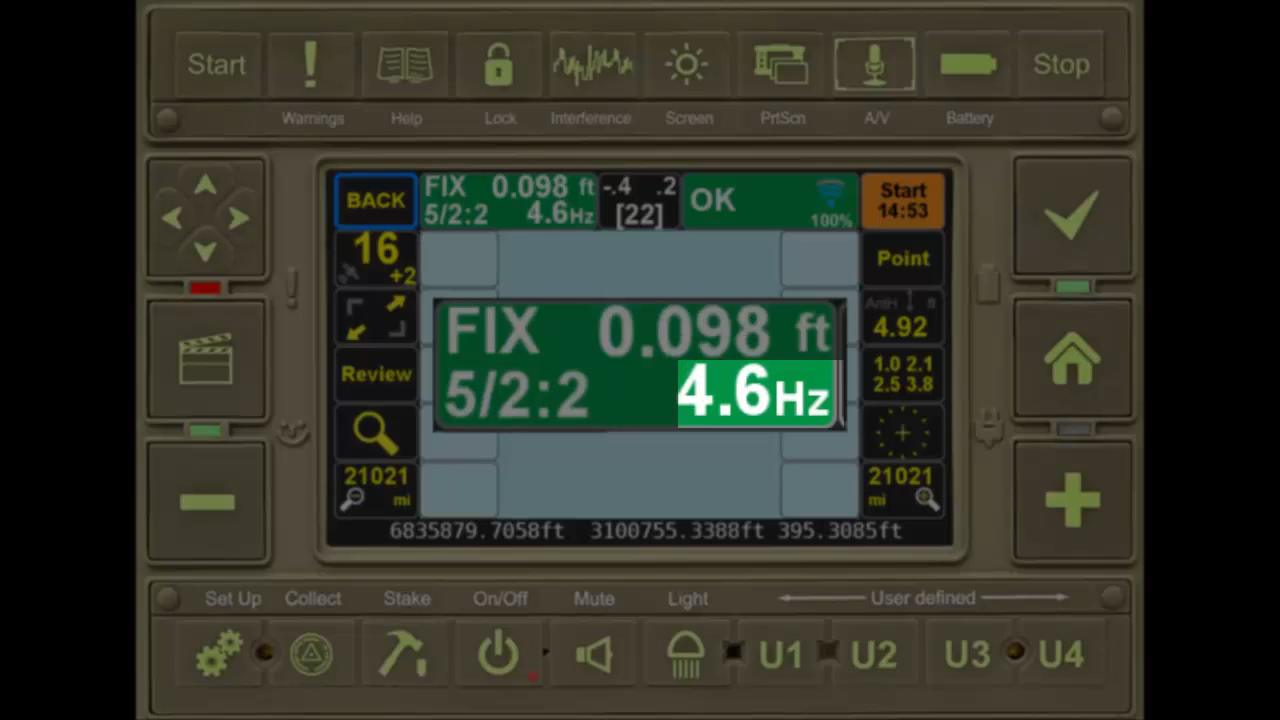 Start Stop
Warnings Help Lock Interference Screen PrtScn A/V Battery
BACK FIX 0.098 ft -.4 .2 OK Start
5/2:2 4.6Hz [22] 100% 14:53
16 +2 Point
AntH ft
4.92
FIX 0.098 ft
5/2:2 4.6Hz
Review 1.0 2.1
2.5 3.8
21021 mi 21021 mi
6835879.7058ft 3100755.3388ft 395.3085ft
Set Up Collect Stake On/Off Mute Light User defined
U1 U2 U3 U4